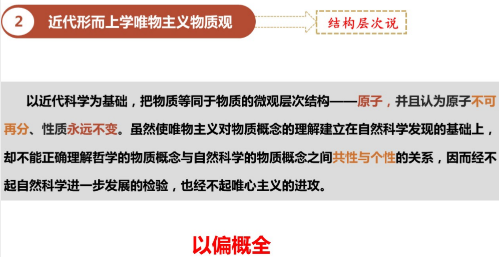 2 近代形而上学唯物主义物质观 结构层次说
以近代科学为基础，把物质等同于物质的微观层次结构——原子，并且认为原子不可
再分、性质永远不变。虽然使唯物主义对物质概念的理解建立在自然科学发现的基础上，
却不能正确理解哲学的物质概念与自然科学的物质概念之间共性与个性的关系，因而经不
起自然科学进一步发展的检验，也经不起唯心主义的进攻。
以偏概全